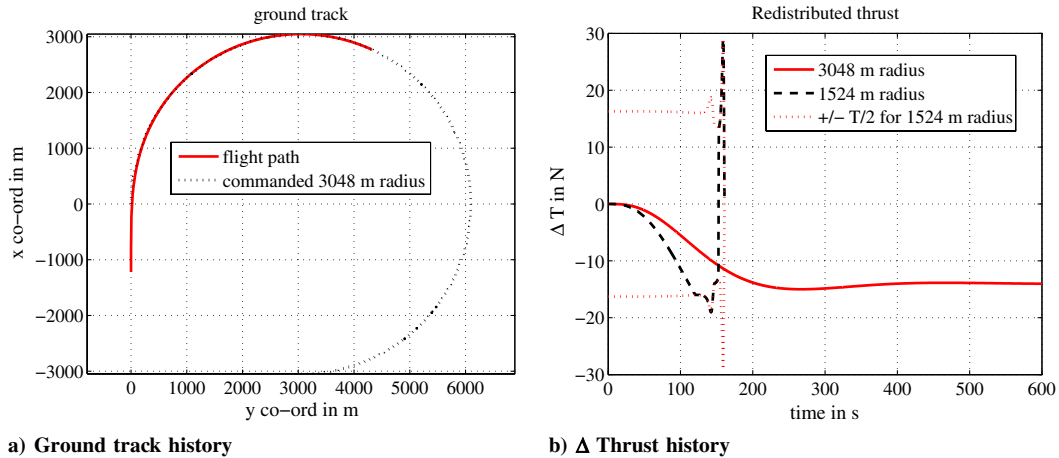 ground track
3000
2000
1000
0
−1000
−2000
−3000
x co−ord in m
flight path
commanded 3048 m radius
0 1000 2000 3000 4000 5000 6000
y co−ord in m
a) Ground track history
Redistributed thrust
30
20
10
0
−10
−20
−30
Δ T in N
3048 m radius
1524 m radius
+/− T/2 for 1524 m radius
0 100 200 300 400 500 600
time in s
b) Δ Thrust history